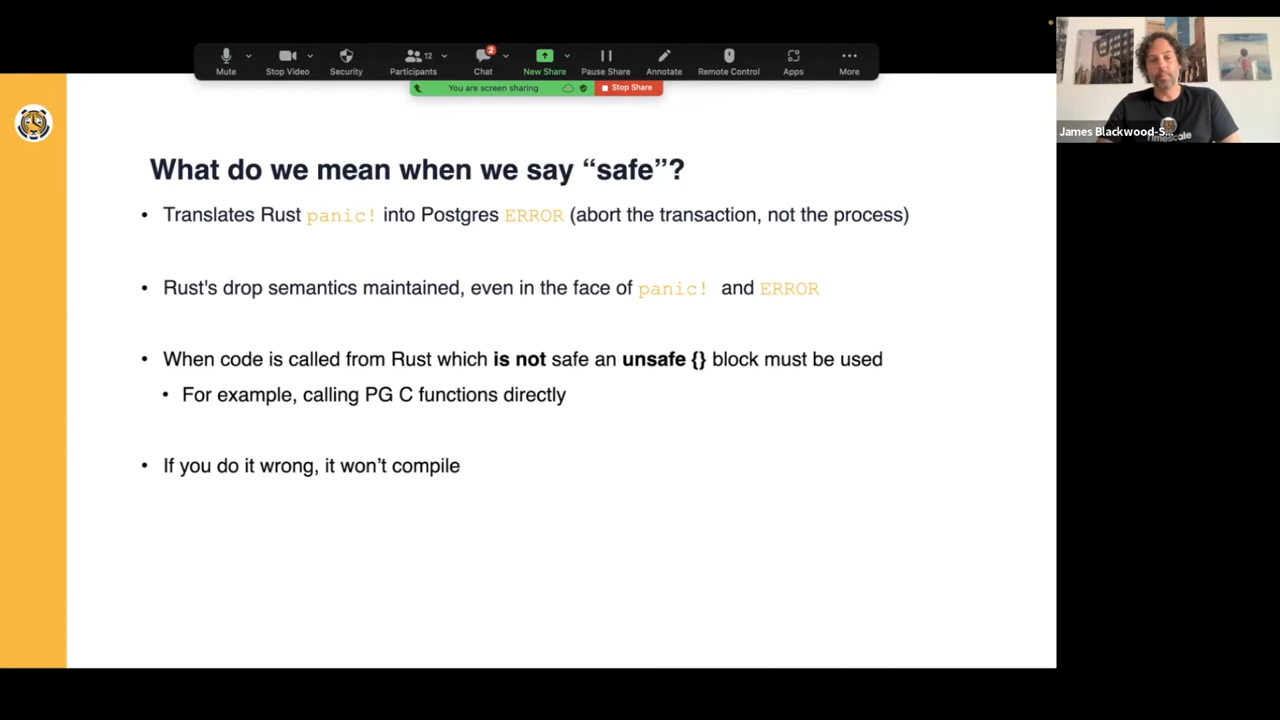 Mute
Stop Video
Security
12
Participants
2
Chat
New Share
Pause Share
Annotate
Remote Control
Apps
More
You are screen sharing
Stop Share
James Blackwood-S...
Timescale
What do we mean when we say “safe”?
• Translates Rust panic! into Postgres ERROR (abort the transaction, not the process)
• Rust's drop semantics maintained, even in the face of panic! and ERROR
• When code is called from Rust which is not safe an unsafe {} block must be used
• For example, calling PG C functions directly
• If you do it wrong, it won’t compile